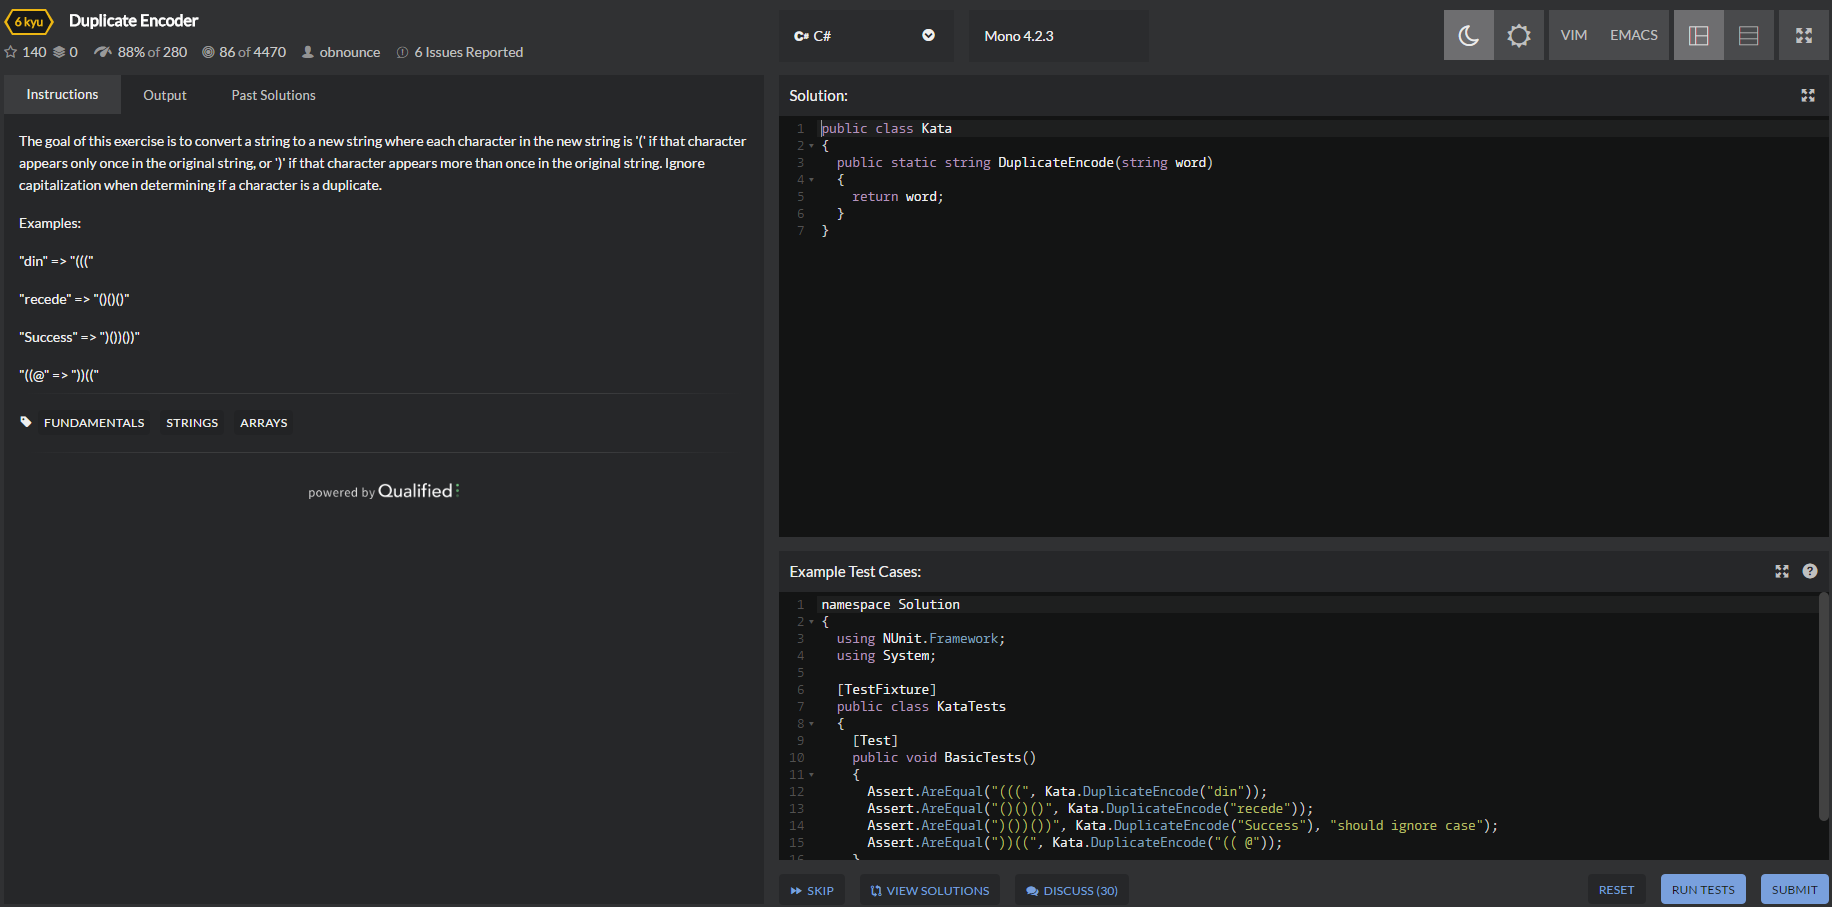 6 kyu Duplicate Encoder
140 0 88% of 280 86 of 4470 obnounce 6 Issues Reported
C# C# Mono 4.2.3
VIM EMACS
Instructions Output Past Solutions
The goal of this exercise is to convert a string to a new string where each character in the new string is '(' if that character
appears only once in the original string, or ')' if that character appears more than once in the original string. Ignore
capitalization when determining if a character is a duplicate.
Examples:
"din" => "((("
"recede" => "()()()"
"Success" => ")())())"
"((@" => "))(("
FUNDAMENTALS STRINGS ARRAYS
powered by Qualified
Solution:
1 public class Kata
2 {
3 public static string DuplicateEncode(string word)
4 {
5 return word;
6 }
7 }
Example Test Cases:
?
1 namespace Solution
2 {
3 using NUnit.Framework;
4 using System;
5
6 [TestFixture]
7 public class KataTests
8 {
9 [Test]
10 public void BasicTests()
11 {
12 Assert.AreEqual("(((", Kata.DuplicateEncode("din"));
13 Assert.AreEqual("()()()", Kata.DuplicateEncode("recede"));
14 Assert.AreEqual(")())())", Kata.DuplicateEncode("Success"), "should ignore case");
15 Assert.AreEqual("))((", Kata.DuplicateEncode("(( @"));
16 }
SKIP VIEW SOLUTIONS DISCUSS (30) RESET RUN TESTS SUBMIT